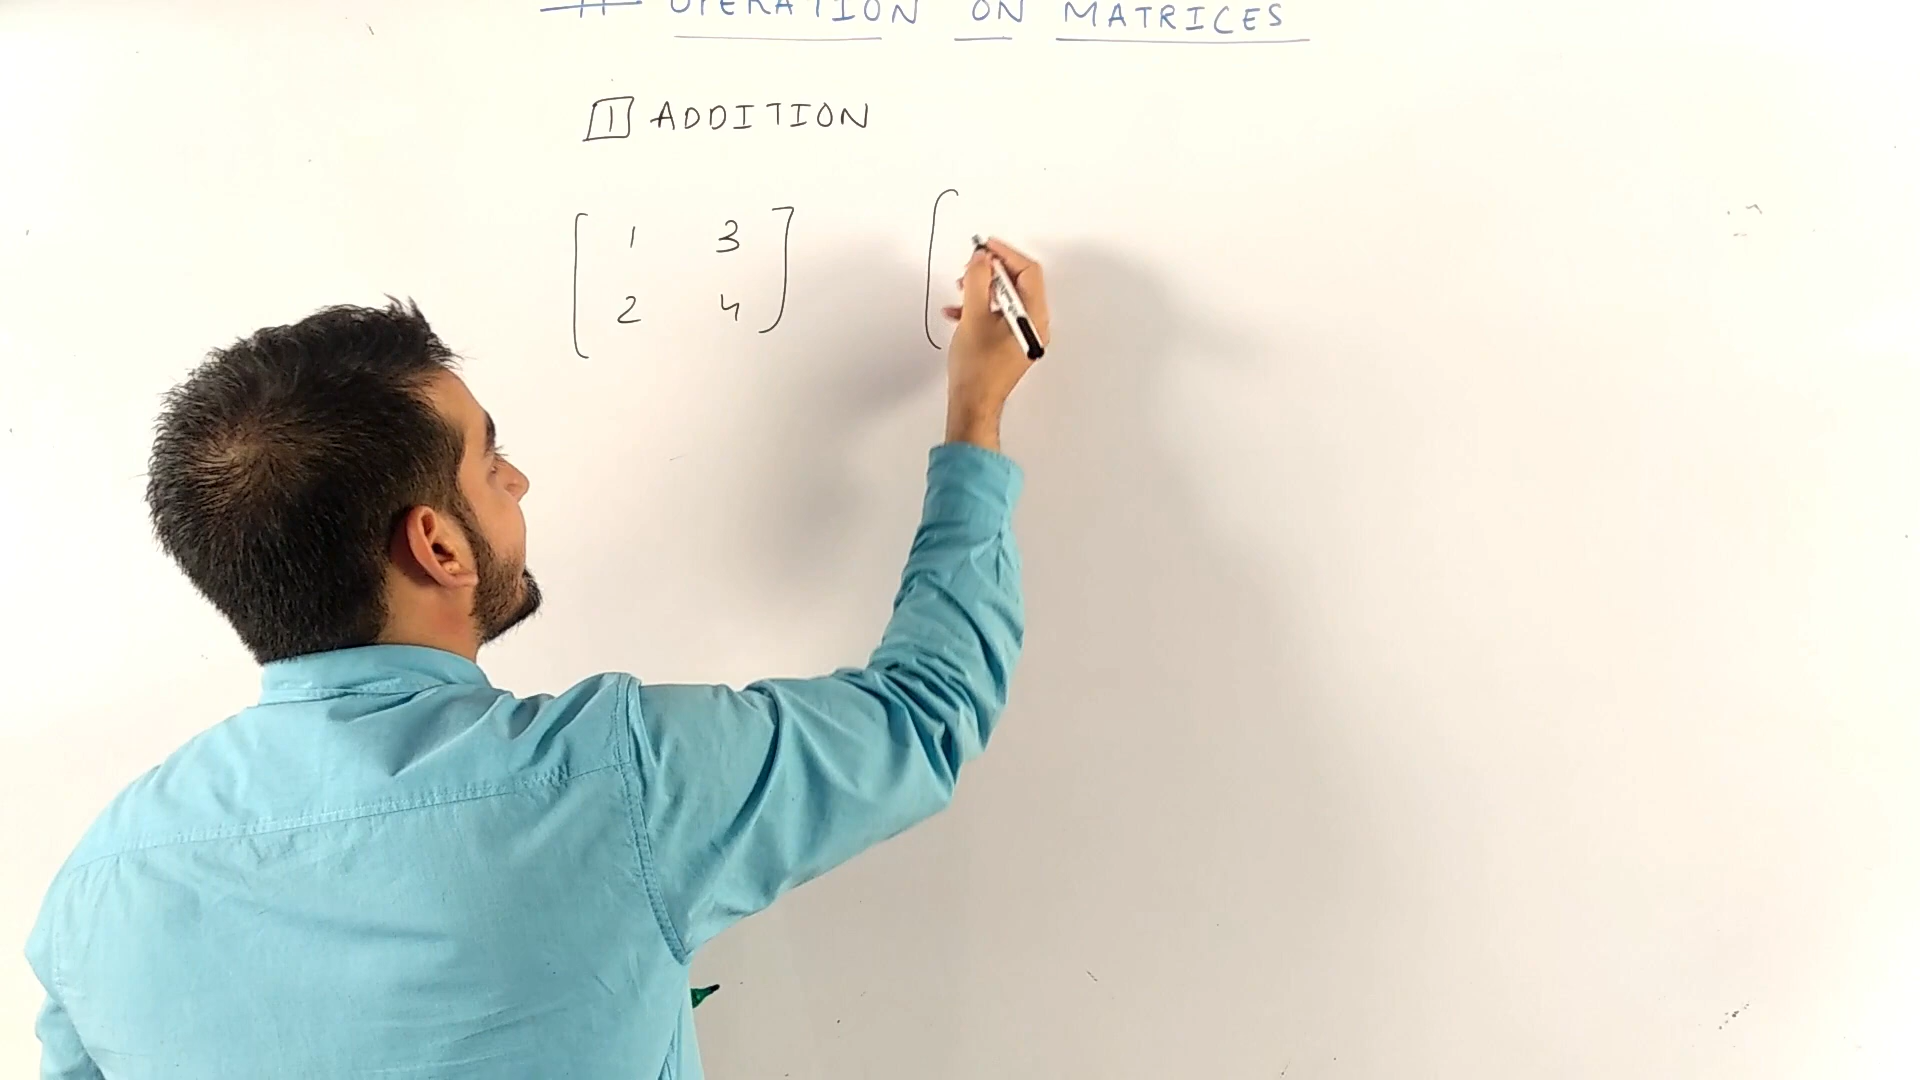 # OPERATION ON MATRICES
1 ADDITION
[ 1 3
2 4 ] [